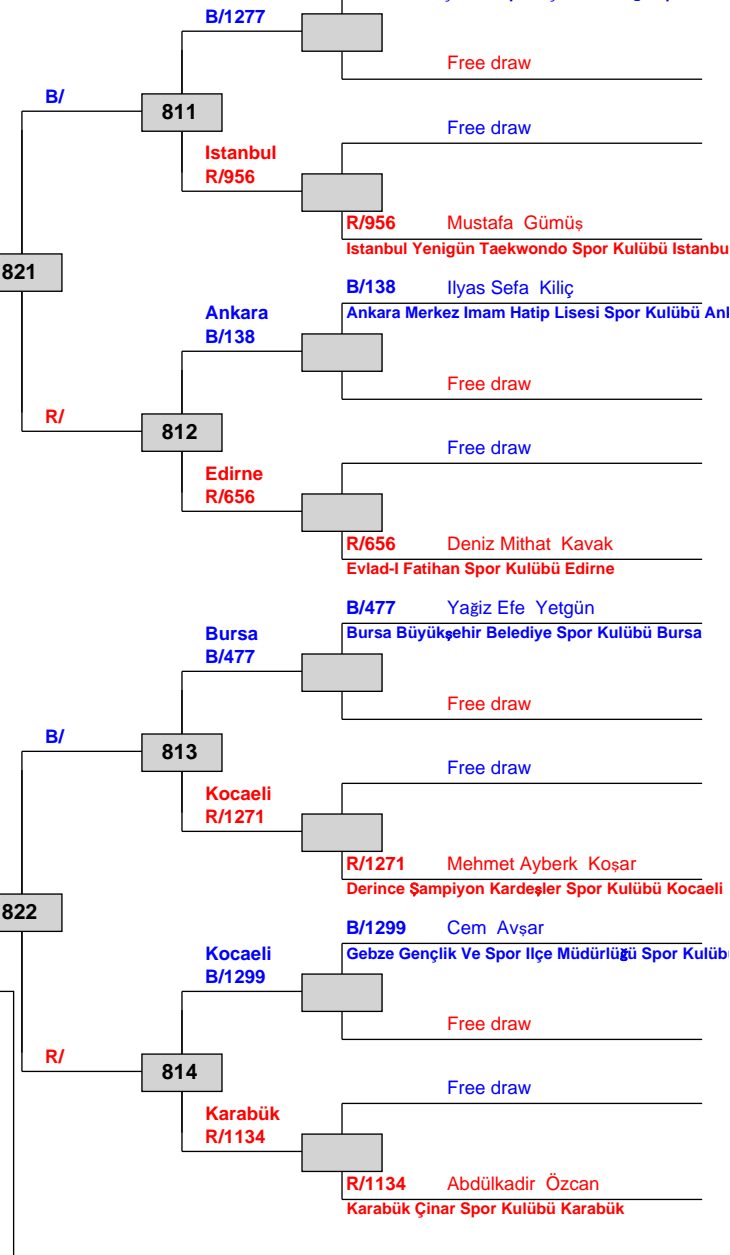 B/1277
Free draw
B/
811
Free draw
Istanbul
R/956
R/956 Mustafa Gümüş
Istanbul Yenigün Taekwondo Spor Kulübü Istanbu
821
B/138 Ilyas Sefa Kiliç
Ankara Merkez Imam Hatip Lisesi Spor Kulübü
Ankara
B/138
Free draw
R/
812
Free draw
Edirne
R/656
R/656 Deniz Mithat Kavak
Evlad-I Fatihan Spor Kulübü Edirne
B/477 Yağiz Efe Yetgün
Bursa Büyükşehir Belediye Spor Kulübü Bursa
Bursa
B/477
Free draw
B/
813
Free draw
Kocaeli
R/1271
R/1271 Mehmet Ayberk Koşar
Derince Şampiyon Kardeşler Spor Kulübü Kocaeli
822
B/1299 Cem Avşar
Gebze Gençlik Ve Spor Ilçe Müdürlüğü Spor Kulüb
Kocaeli
B/1299
Free draw
R/
814
Free draw
Karabük
R/1134
R/1134 Abdülkadir Özcan
Karabük Çinar Spor Kulübü Karabük